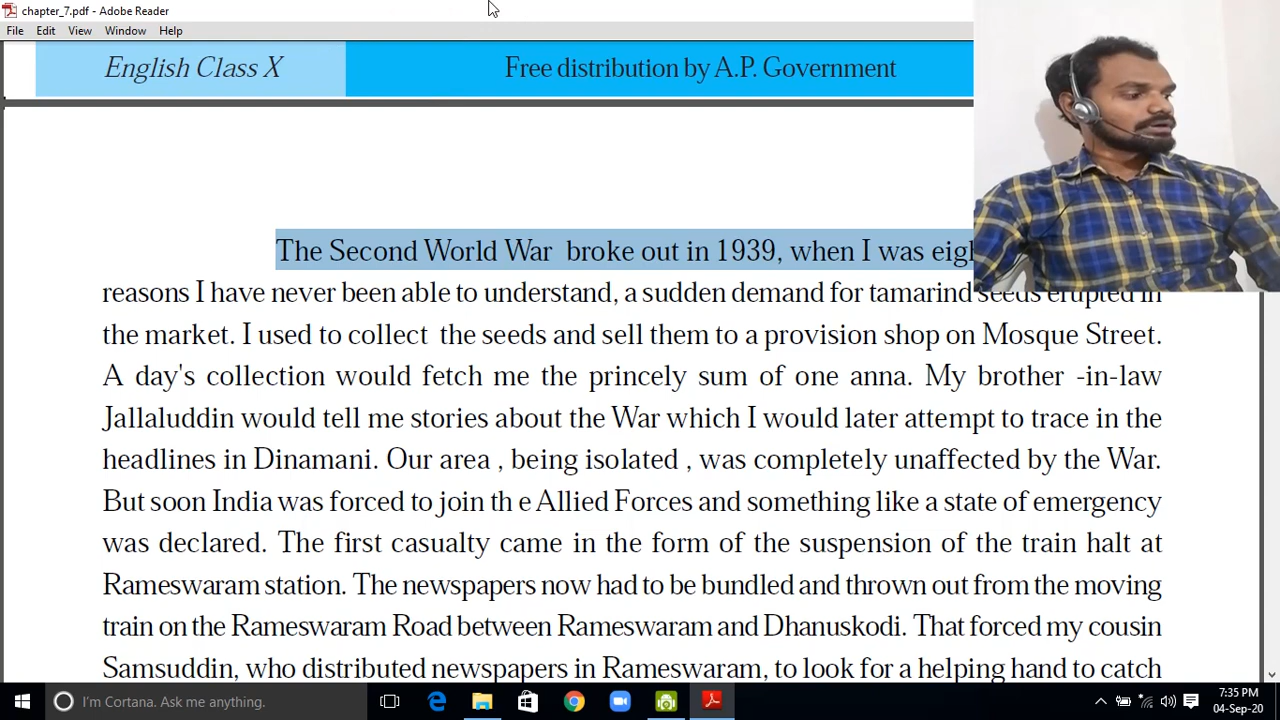 chapter_7.pdf - Adobe Reader
File Edit View Window Help
English Class X Free distribution by A.P. Government
The Second World War broke out in 1939, when I was
reasons I have never been able to understand, a sudden demand for tamarind seeds erupted in
the market. I used to collect the seeds and sell them to a provision shop on Mosque Street.
A day's collection would fetch me the princely sum of one anna. My brother -in-law
Jallaluddin would tell me stories about the War which I would later attempt to trace in the
headlines in Dinamani. Our area , being isolated , was completely unaffected by the War.
But soon India was forced to join th e Allied Forces and something like a state of emergency
was declared. The first casualty came in the form of the suspension of the train halt at
Rameswaram station. The newspapers now had to be bundled and thrown out from the moving
train on the Rameswaram Road between Rameswaram and Dhanuskodi. That forced my cousin
Samsuddin, who distributed newspapers in Rameswaram, to look for a helping hand to catch
I'm Cortana. Ask me anything.
7:35 PM
04-Sep-20